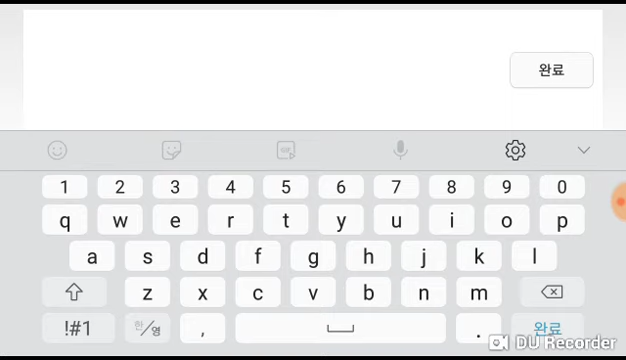 완료
1 2 3 4 5 6 7 8 9 0
q w e r t y u i o p
a s d f g h j k l
z x c v b n m
!#1 한/영 , . 완료
DU Recorder